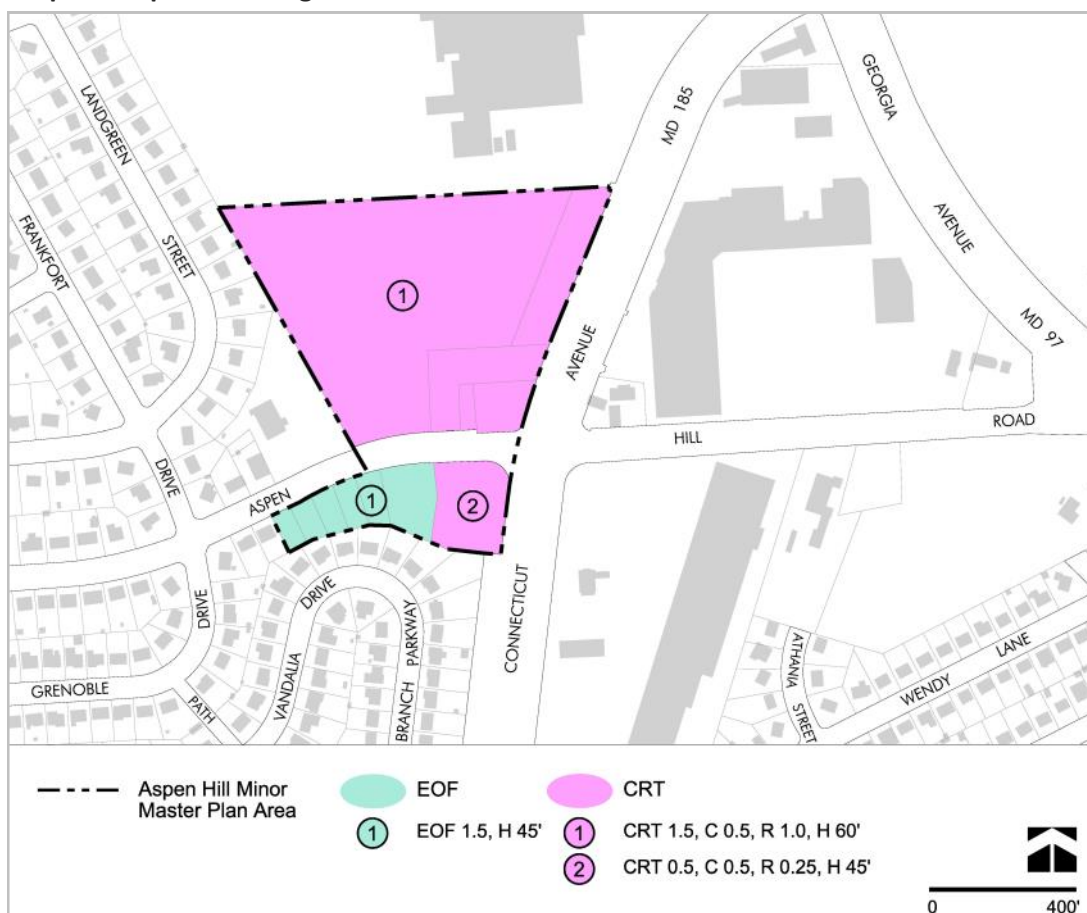 LANDGREEN
STREET
FRANKFORT
DRIVE
MD 185
GEORGIA
AVENUE
MD 97
AVENUE
1
HILL
ROAD
ASPEN
1
2
DRIVE
DRIVE
VANDALIA
BRANCH PARKWAY
CONNECTICUT
GRENOBLE
PATH
ATHANIA
STREET
WENDY
LANE
Aspen Hill Minor
Master Plan Area
EOF
1 EOF 1.5, H 45'
CRT
1 CRT 1.5, C 0.5, R 1.0, H 60'
2 CRT 0.5, C 0.5, R 0.25, H 45'
0 400'